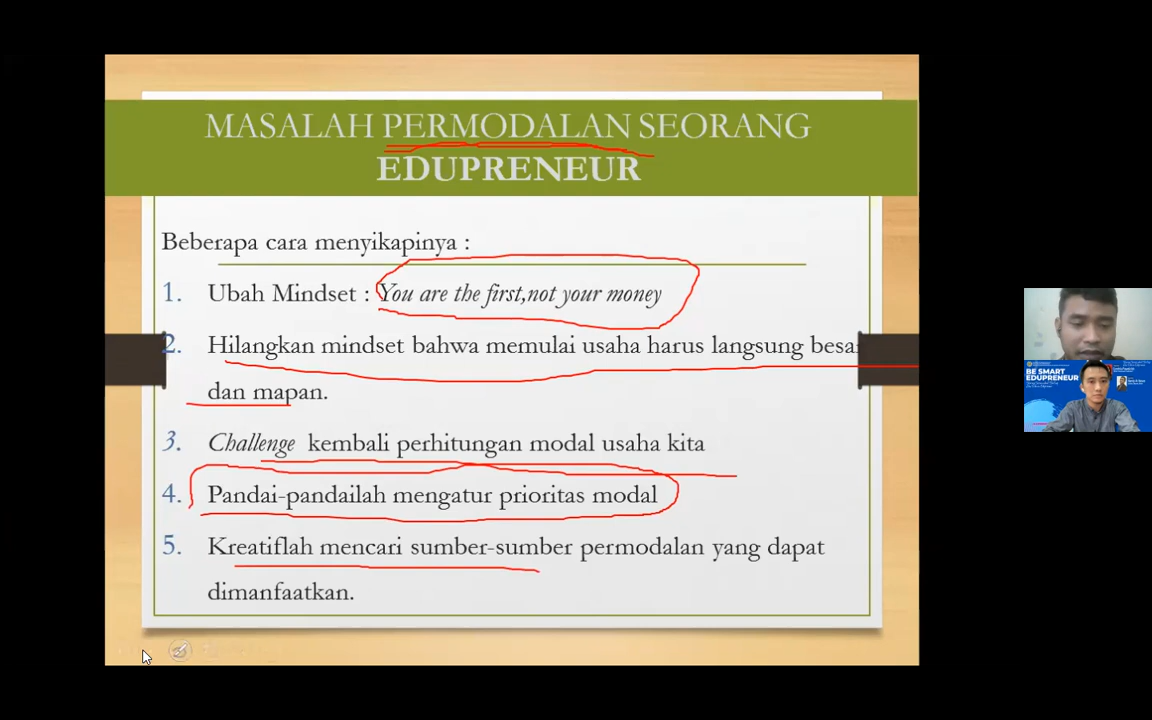 MASALAH PERMODALAN SEORANG
EDUPRENEUR
Beberapa cara menyikapinya :
1. Ubah Mindset : You are the first,not your money
2. Hilangkan mindset bahwa memulai usaha harus langsung besar
dan mapan.
3. Challenge kembali perhitungan modal usaha kita
4. Pandai-pandailah mengatur prioritas modal
5. Kreatiflah mencari sumber-sumber permodalan yang dapat
dimanfaatkan.
BE SMART
EDUPRENEUR